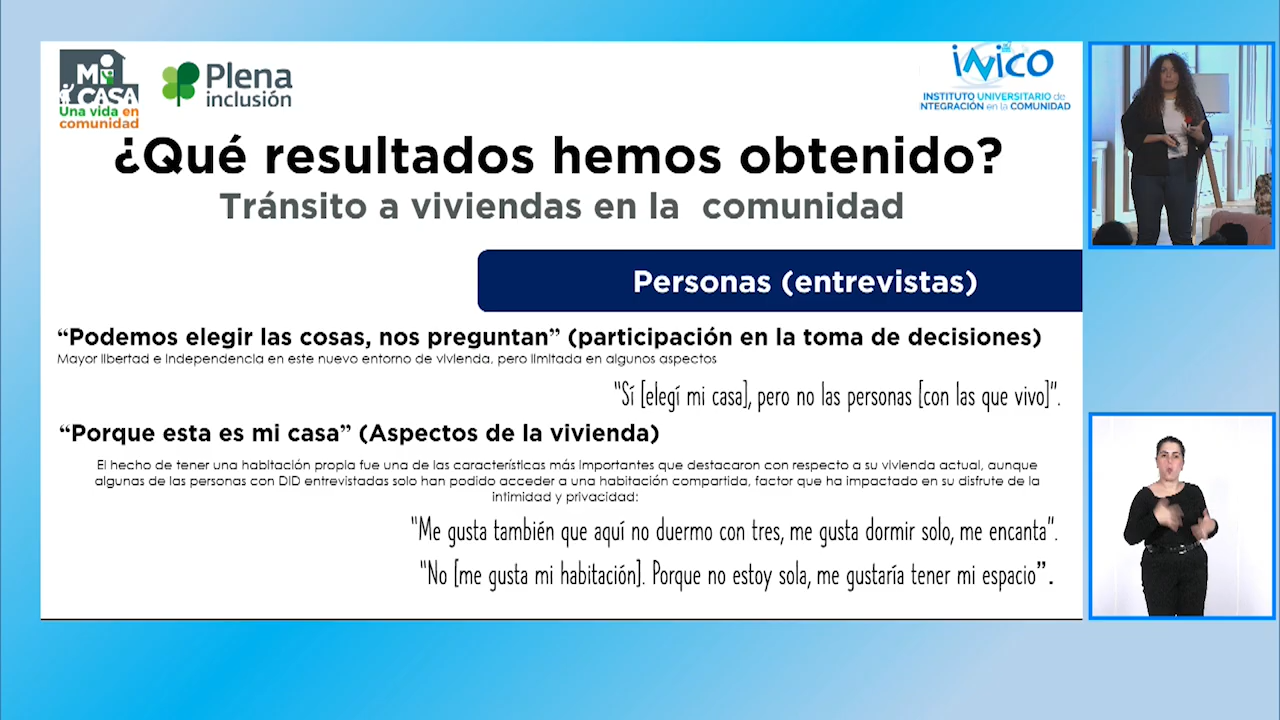 Mi
CASA
Una vida en
comunidad
Plena
inclusión
iNiCO
INSTITUTO UNIVERSITARIO de
INTEGRACIÓN en la COMUNIDAD
¿Qué resultados hemos obtenido?
Tránsito a viviendas en la comunidad
Personas (entrevistas)
“Podemos elegir las cosas, nos preguntan” (participación en la toma de decisiones)
Mayor libertad e independencia en este nuevo entorno de vivienda, pero limitada en algunos aspectos
"Sí [elegí mi casa], pero no las personas [con las que vivo]".
“Porque esta es mi casa” (Aspectos de la vivienda)
El hecho de tener una habitación propia fue una de las características más importantes que destacaron con respecto a su vivienda actual, aunque
algunas de las personas con DID entrevistadas solo han podido acceder a una habitación compartida, factor que ha impactado en su disfrute de la
intimidad y privacidad:
"Me gusta también que aquí no duermo con tres, me gusta dormir solo, me encanta".
"No [me gusta mi habitación]. Porque no estoy sola, me gustaría tener mi espacio”.